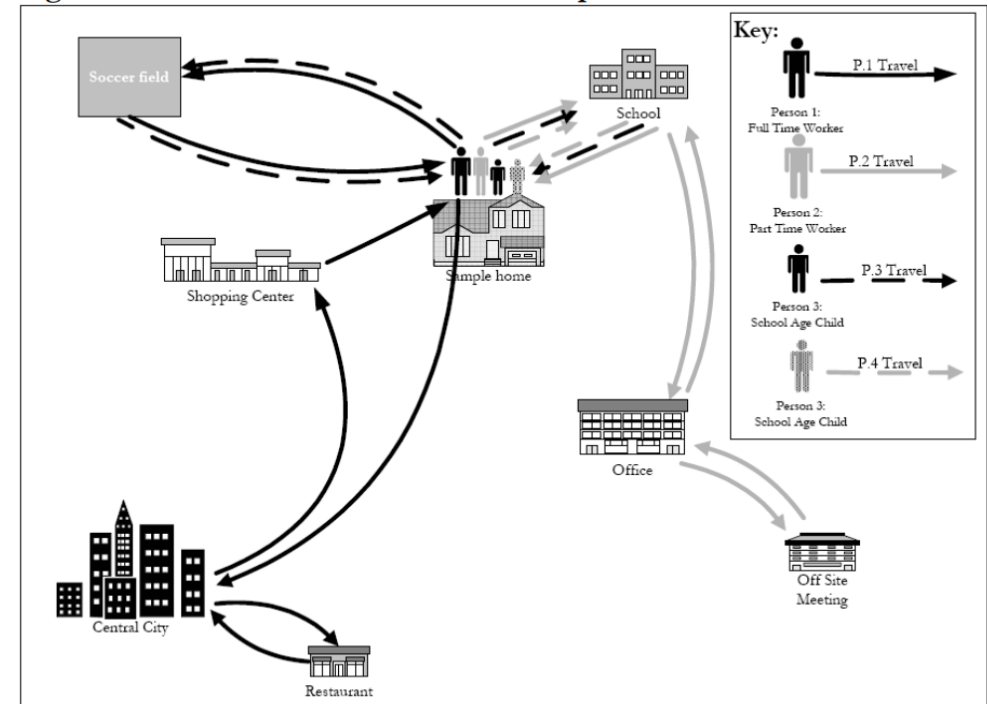 Key:
Soccer field
P.1 Travel
School
Person 1:
Full Time Worker
P.2 Travel
Person 2:
Part Time Worker
Sample home
P.3 Travel
Shopping Center
Person 3:
School Age Child
P.4 Travel
Person 3:
School Age Child
Office
Off Site
Meeting
Central City
Restaurant